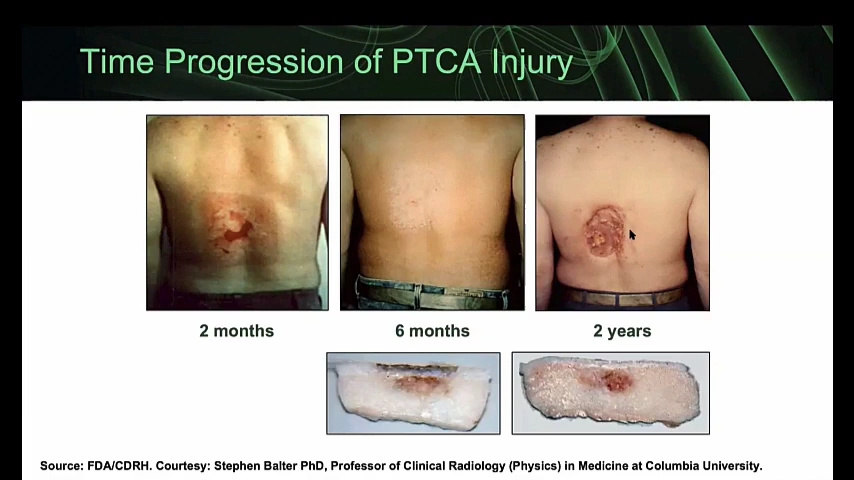 Time Progression of PTCA Injury
2 months
6 months
2 years
Source: FDA/CDRH. Courtesy: Stephen Balter PhD, Professor of Clinical Radiology (Physics) in Medicine at Columbia University.